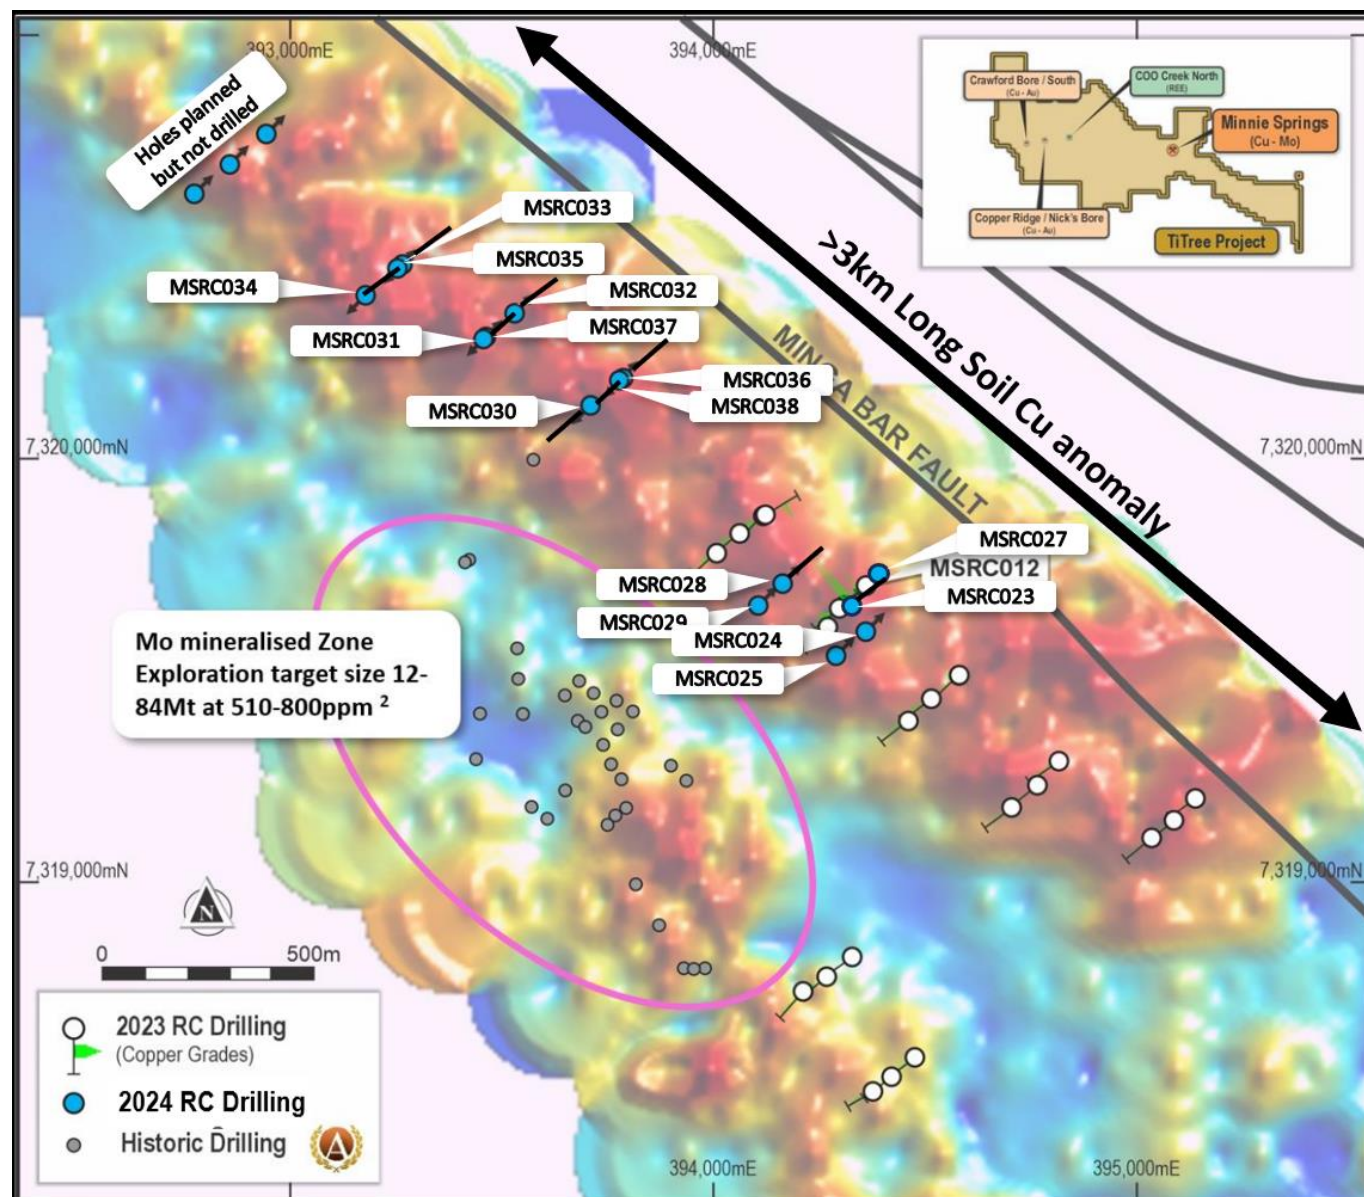 393,000mE
394,000mE
Crawford Bore / South
(Cu - Au)
COO Creek North
(REE)
Minnie Springs
(Cu - Mo)
Copper Ridge / Nick's Bore
(Cu - Au)
TiTree Project
Holes planned
but not drilled
>3km Long Soil Cu anomaly
MSRC033
MSRC035
MSRC034
MSRC032
MSRC037
MSRC031
MINGA BAR FAULT
MSRC036
MSRC038
MSRC030
7,320,000mN
7,320,000mN
MSRC027
MSRC012
MSRC028
MSRC023
MSRC029
MSRC024
MSRC025
Mo mineralised Zone
Exploration target size 12-
84Mt at 510-800ppm ²
7,319,000mN
7,319,000mN
N
0 500m
2023 RC Drilling
(Copper Grades)
2024 RC Drilling
Historic Drilling
A
394,000mE
395,000mE